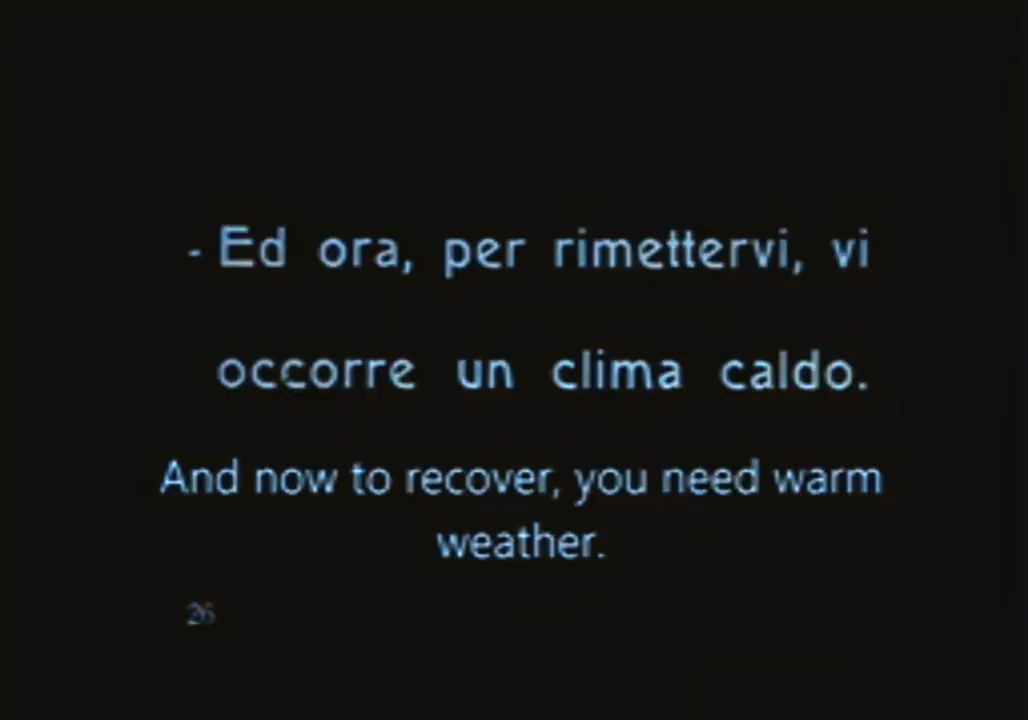 - Ed ora, per rimettervi, vi
occorre un clima caldo.
And now to recover, you need warm
weather.
26